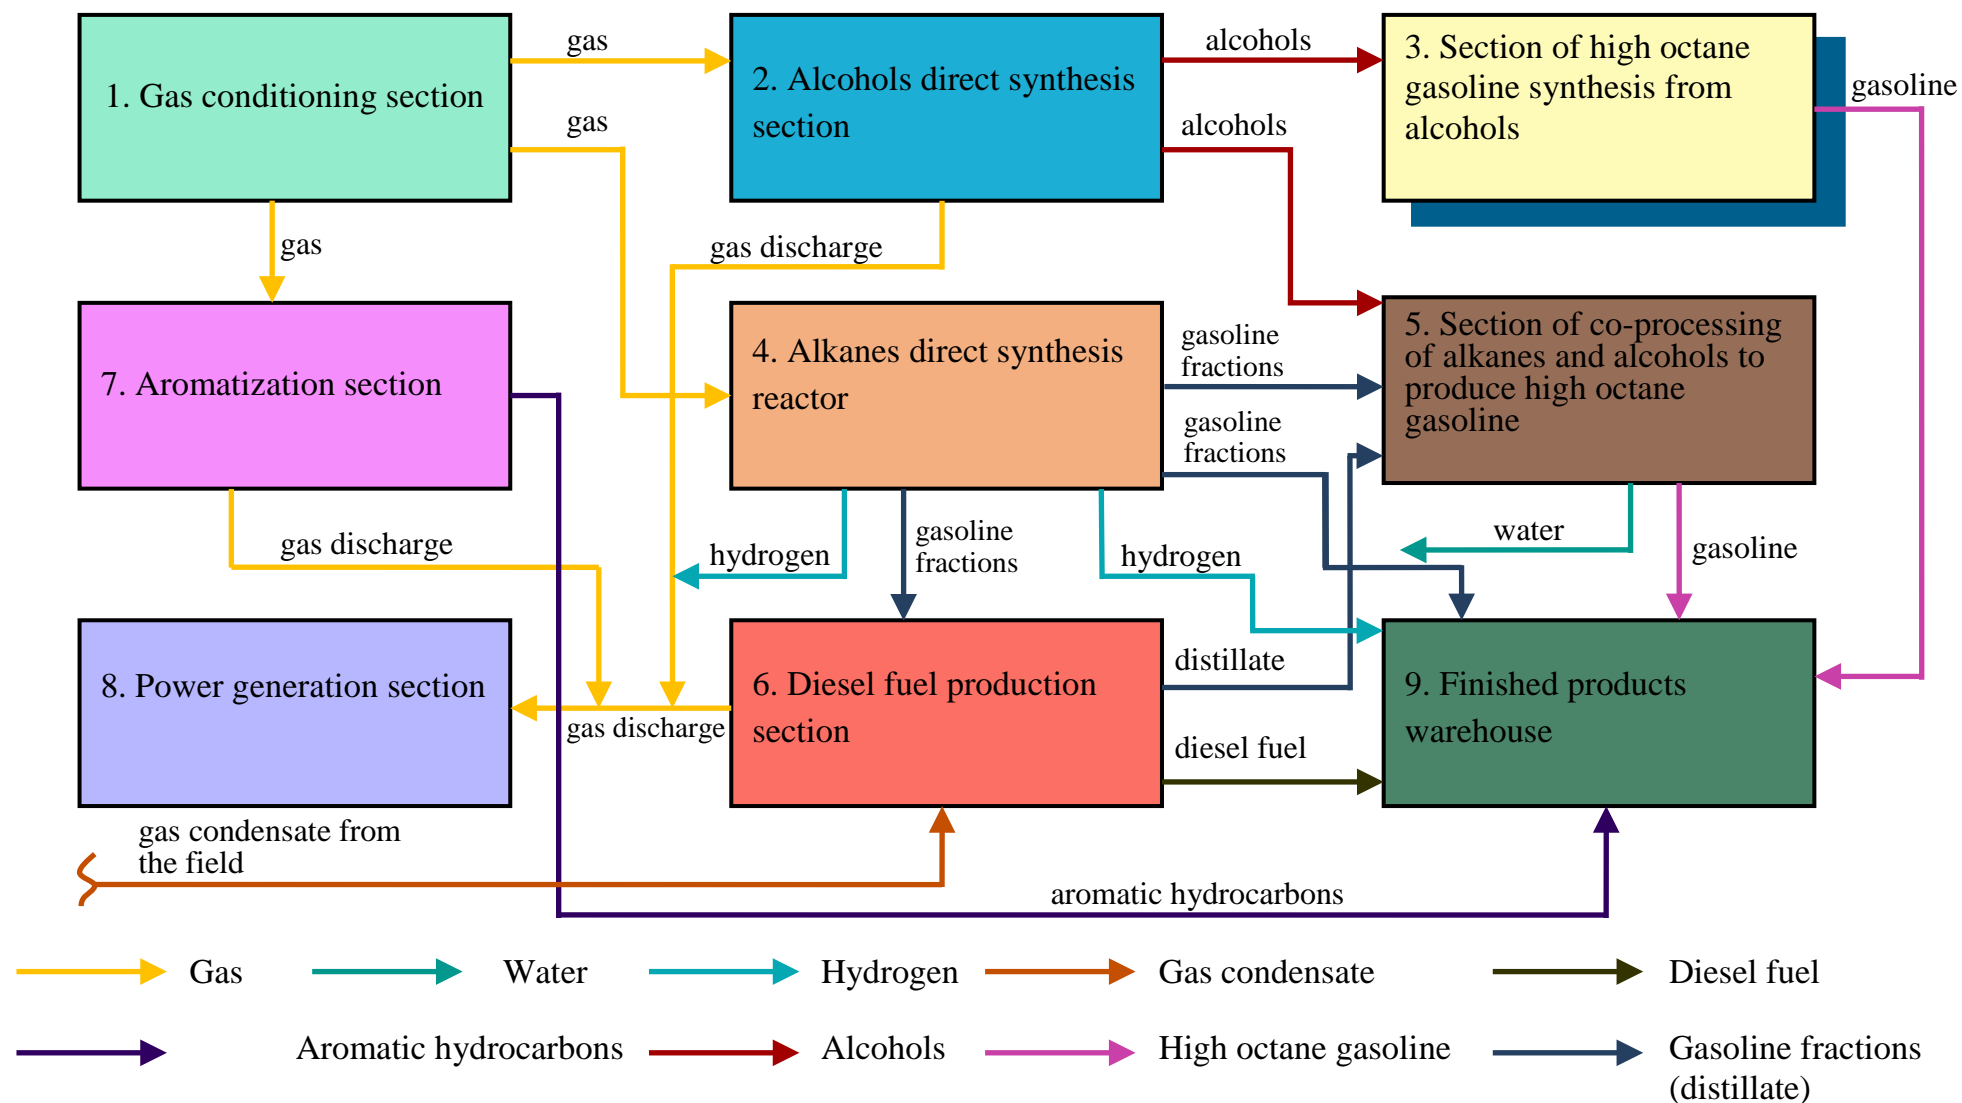 gas
alcohols
3. Section of high octane
gasoline synthesis from
alcohols
gasoline
1. Gas conditioning section
2. Alcohols direct synthesis
section
gas
alcohols
gas
gas discharge
7. Aromatization section
4. Alkanes direct synthesis
reactor
gasoline
fractions
gasoline
fractions
5. Section of co-processing
of alkanes and alcohols to
produce high octane
gasoline
gas discharge
hydrogen
gasoline
fractions
hydrogen
water
gasoline
8. Power generation section
gas discharge
6. Diesel fuel production
section
distillate
diesel fuel
9. Finished products
warehouse
gas condensate from
the field
aromatic hydrocarbons
Gas
Water
Hydrogen
Gas condensate
Diesel fuel
Aromatic hydrocarbons
Alcohols
High octane gasoline
Gasoline fractions
(distillate)